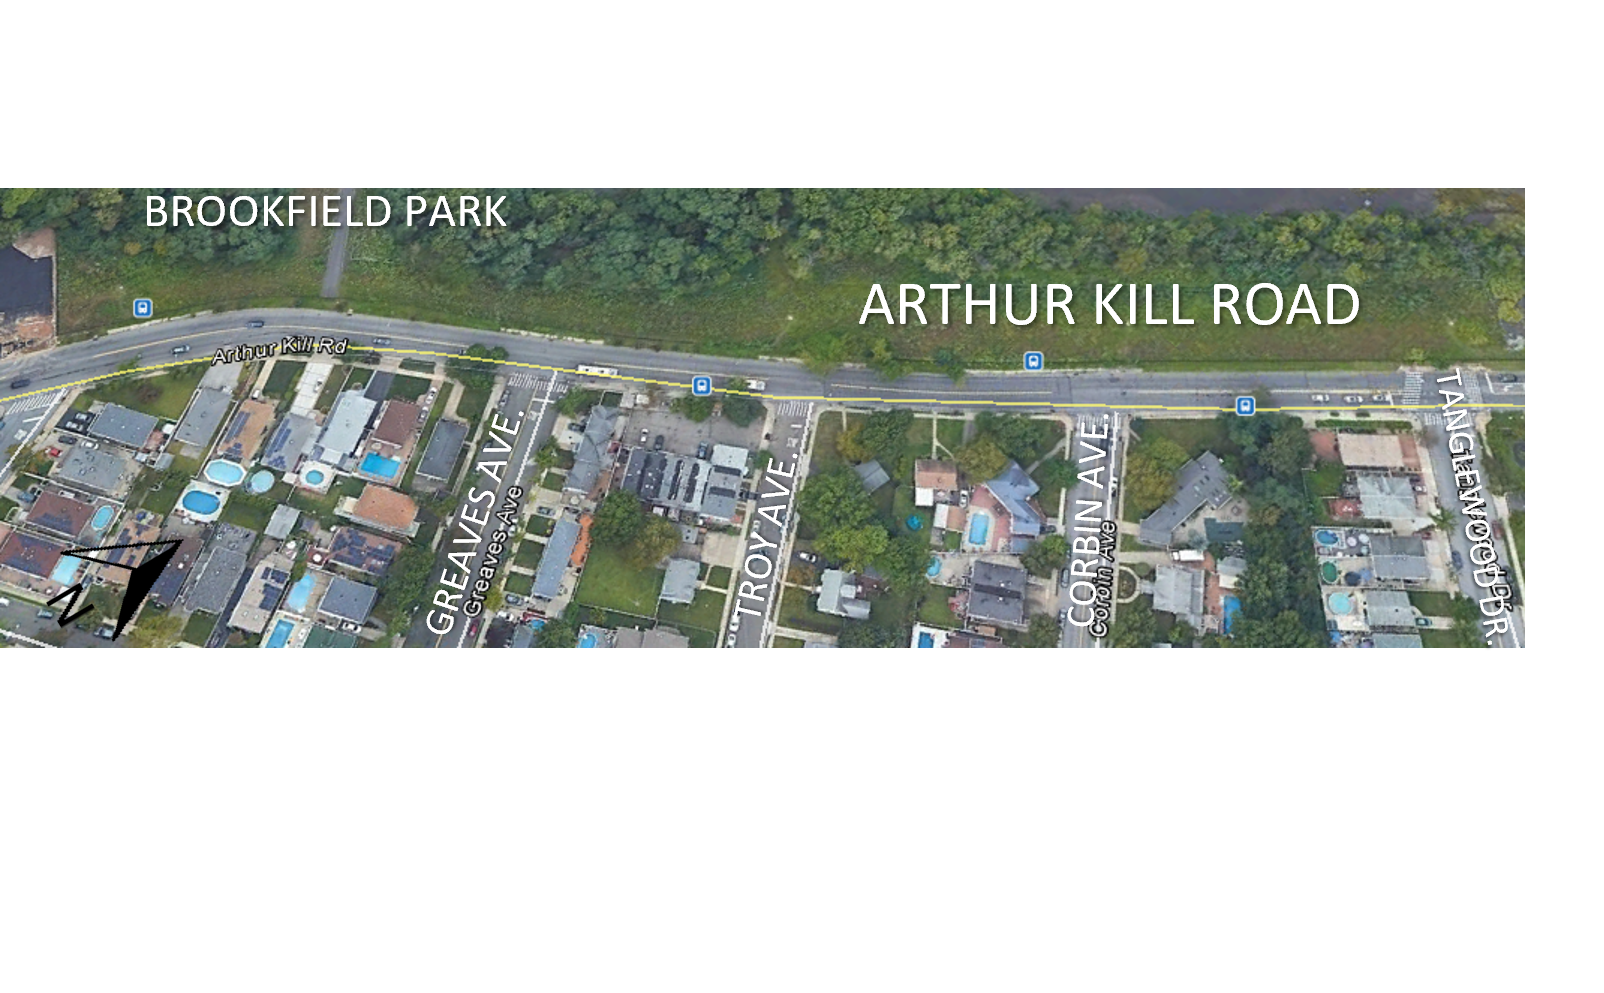 BROOKFIELD PARK
ARTHUR KILL ROAD
Arthur Kill Rd
GREAVES AVE.
Greaves Ave
TROY AVE.
CORBIN AVE.
Corbin Ave
TANGLEWOOD DR.
N